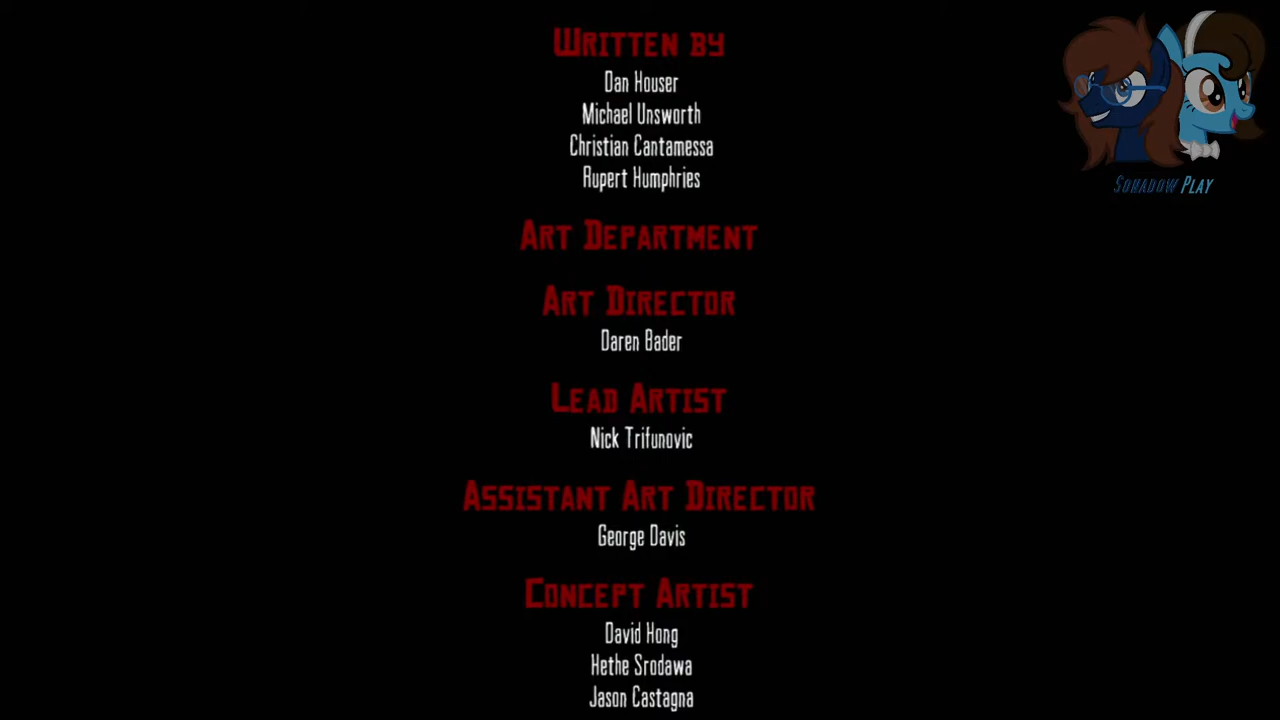 Written by
Dan Houser
Michael Unsworth
Christian Cantamessa
Rupert Humphries
Art Department
Art Director
Daren Bader
Lead Artist
Nick Trifunovic
Assistant Art Director
George Davis
Concept Artist
David Hong
Hethe Srodawa
Jason Castagna
Sohadow Play